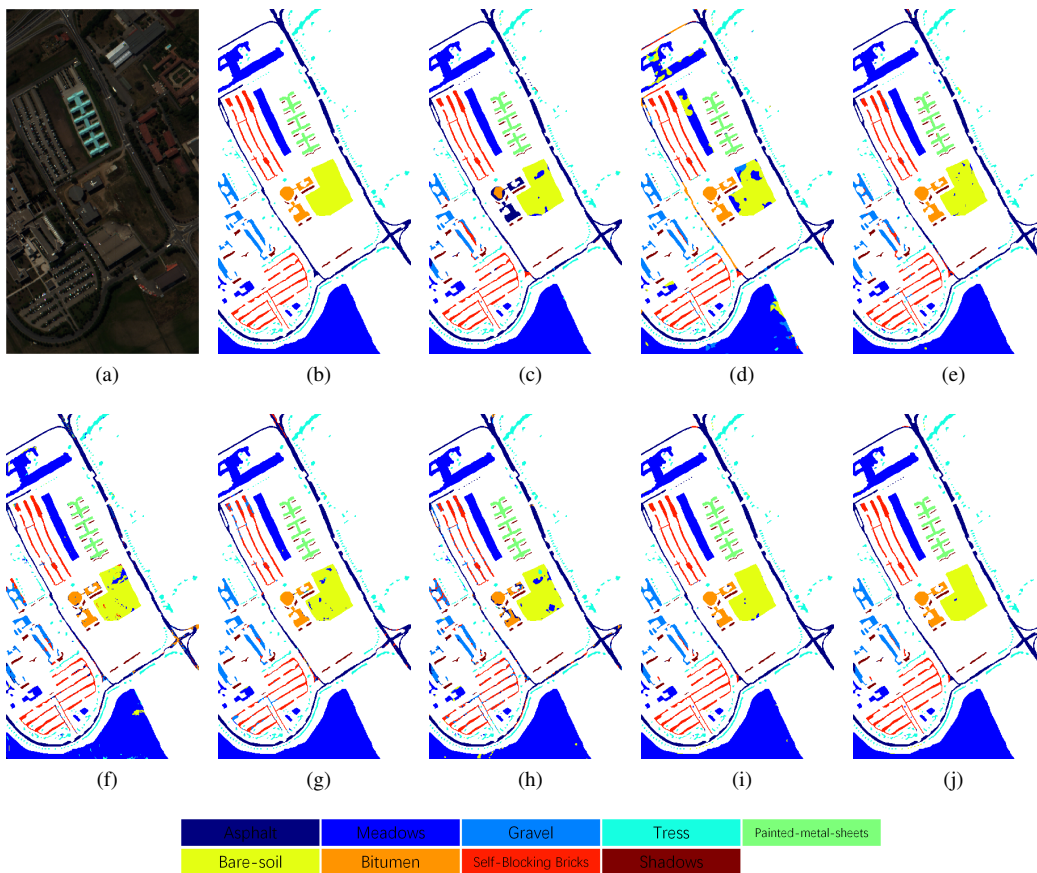 (a)
(b)
(c)
(d)
(e)
(f)
(g)
(h)
(i)
(j)
Asphalt
Meadows
Gravel
Tress
Painted-metal-sheets
Bare-soil
Bitumen
Self-Blocking Bricks
Shadows